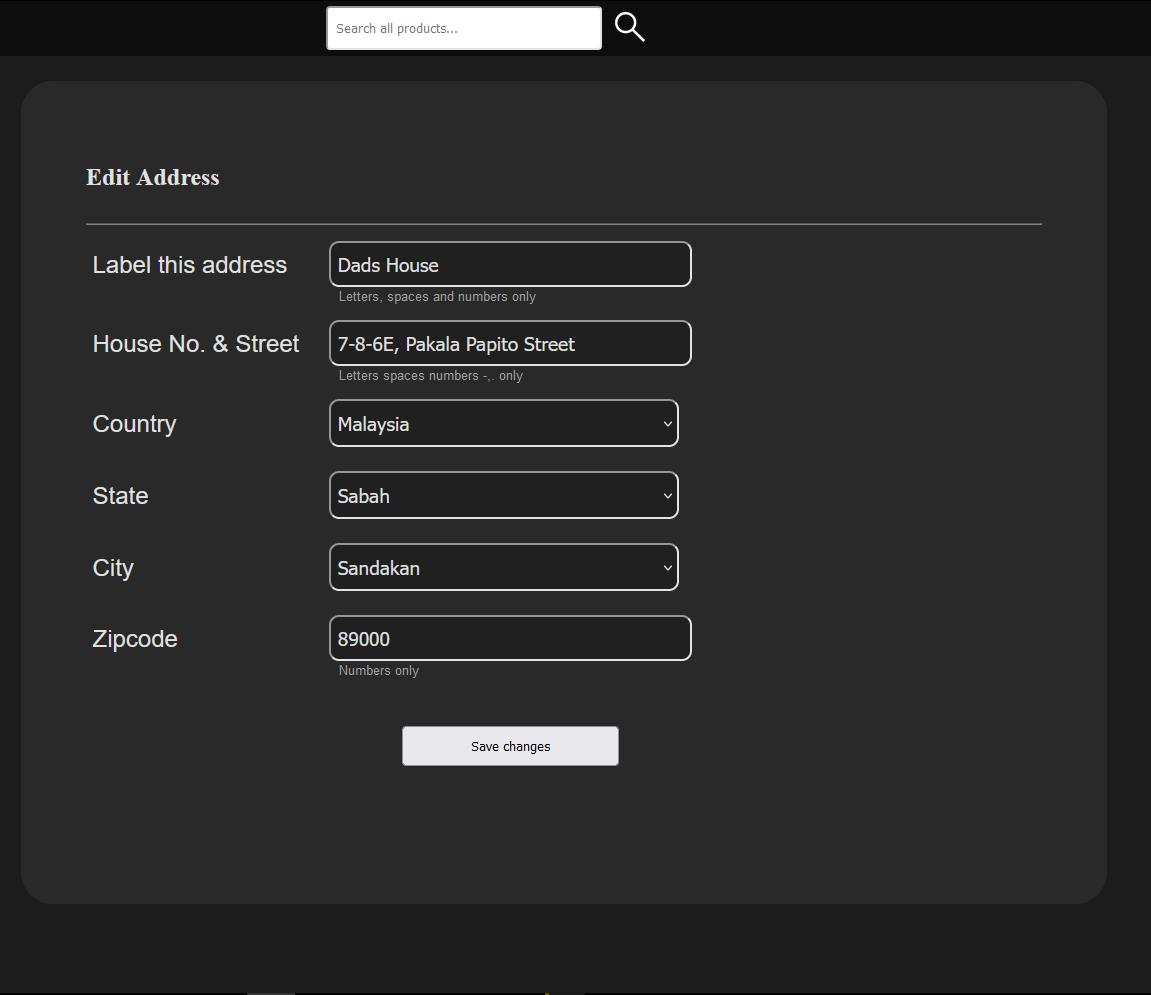 Search all products...
Edit Address
Label this address
Dads House
Letters, spaces and numbers only
House No. & Street
7-8-6E, Pakala Papito Street
Letters spaces numbers -,. only
Country
Malaysia
State
Sabah
City
Sandakan
Zipcode
89000
Numbers only
Save changes